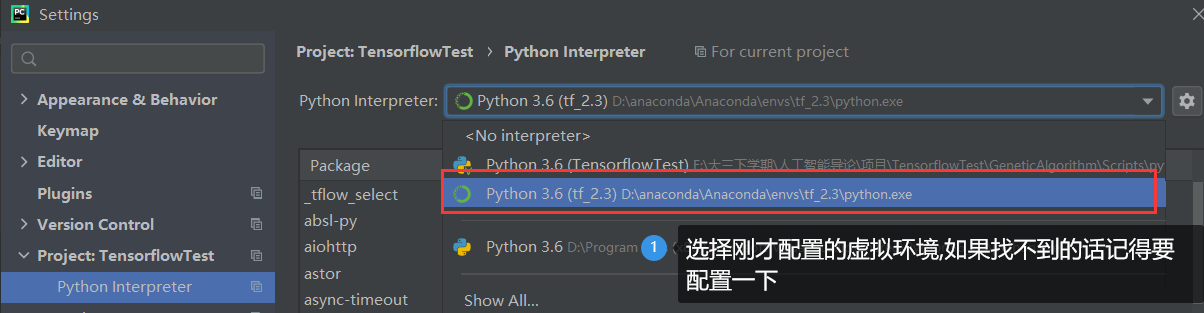 PC
Settings
Project: TensorflowTest › Python Interpreter For current project
Appearance & Behavior
Python Interpreter: Python 3.6 (tf_2.3) D:\anaconda\Anaconda\envs\tf_2.3\python.exe
Keymap
<No interpreter>
Editor
Package
Python 3.6 (TensorflowTest) F:\大三下学期\人工智能导论\项目\TensorflowTest\GeneticAlgorithm\Scripts\py
Plugins
_tflow_select
Python 3.6 (tf_2.3) D:\anaconda\Anaconda\envs\tf_2.3\python.exe
Version Control
absl-py
Project: TensorflowTest
aiohttp
Python 3.6 D:\Program
1
选择刚才配置的虚拟环境,如果找不到的话记得要
配置一下
astor
Python Interpreter
async-timeout
Show All...